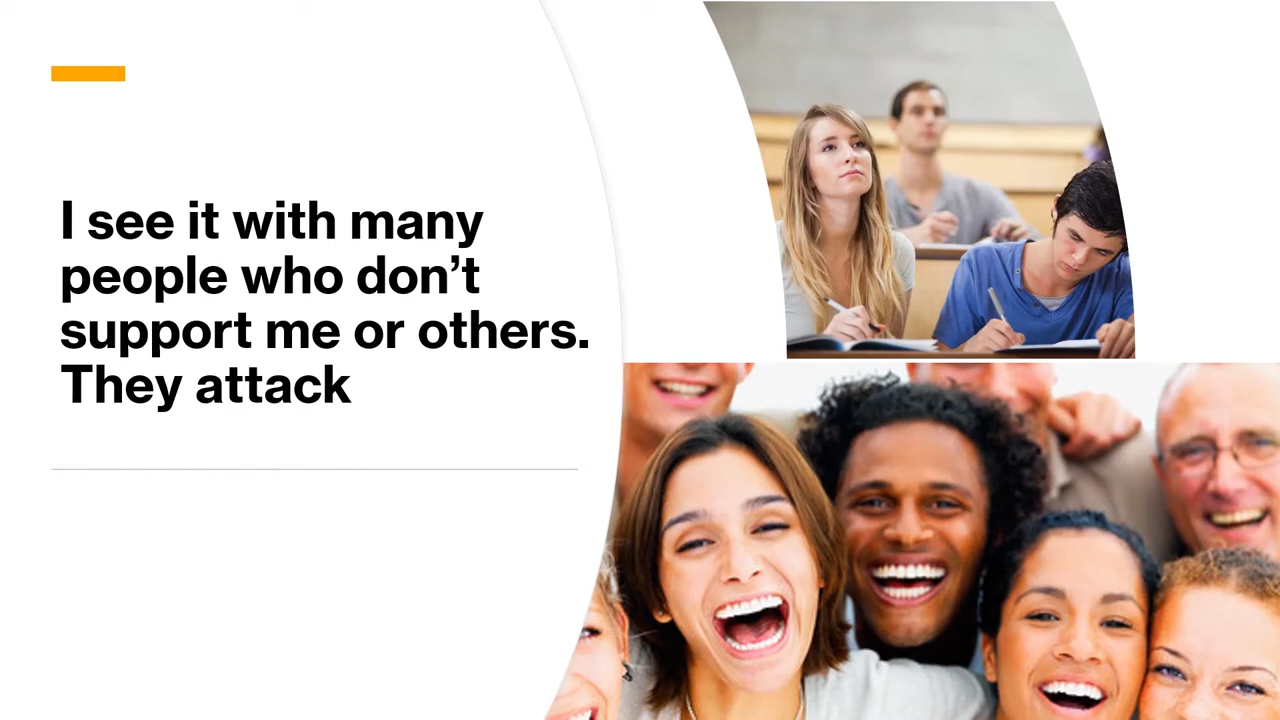 I see it with many
people who don’t
support me or others.
They attack